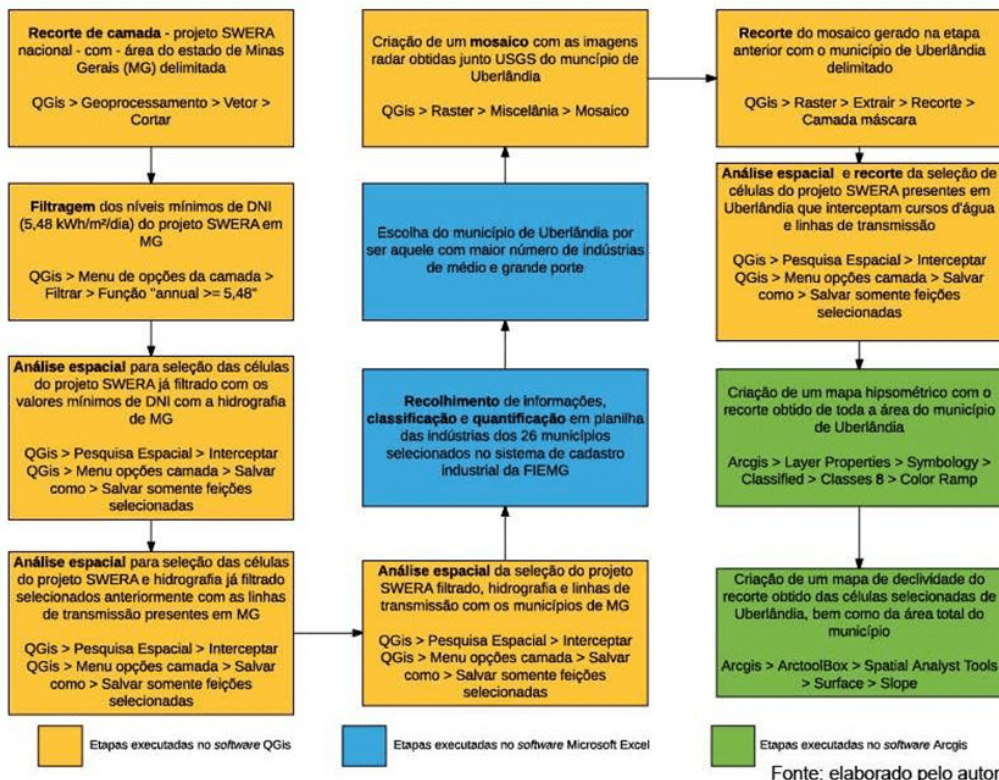 Recorte de camada - projeto SWERA
nacional - com - área do estado de Minas
Gerais (MG) delimitada
QGis > Geoprocessamento > Vetor >
Cortar
Filtragem dos níveis mínimos de DNI
(5,48 kWh/m²/dia) do projeto SWERA em
MG
QGis > Menu de opções da camada >
Filtrar > Função "annual >= 5,48"
Análise espacial para seleção das células
do projeto SWERA já filtrado com os
valores mínimos de DNI com a hidrografia
de MG
QGis > Pesquisa Espacial > Interceptar
QGis > Menu opções camada > Salvar
como > Salvar somente feições
selecionadas
Análise espacial para seleção das células
do projeto SWERA e hidrografia já filtrado
selecionados anteriormente com as linhas
de transmissão presentes em MG
QGis > Pesquisa Espacial > Interceptar
QGis > Menu opções camada > Salvar
como > Salvar somente feições
selecionadas
Análise espacial da seleção do projeto
SWERA filtrado, hidrografia e linhas de
transmissão com os municípios de MG
QGis > Pesquisa Espacial > Interceptar
QGis > Menu opções camada > Salvar
como > Salvar somente feições
selecionadas
Recolhimento de informações,
classificação e quantificação em planilha
das indústrias dos 26 municípios
selecionados no sistema de cadastro
industrial da FIEMG
Escolha do município de Uberlândia por
ser aquele com maior número de indústrias
de médio e grande porte
Criação de um mosaico com as imagens
radar obtidas junto USGS do muncípio de
Uberlândia
QGis > Raster > Miscelânia > Mosaico
Recorte do mosaico gerado na etapa
anterior com o município de Uberlândia
delimitado
QGis > Raster > Extrair > Recorte >
Camada máscara
Análise espacial e recorte da seleção de
células do projeto SWERA presentes em
Uberlândia que interceptam cursos d'água
e linhas de transmissão
QGis > Pesquisa Espacial > Interceptar
QGis > Menu opções camada > Salvar
como > Salvar somente feições
selecionadas
Criação de um mapa hipsométrico com o
recorte obtido de toda a área do município
de Uberlândia
Arcgis > Layer Properties > Symbology >
Classified > Classes 8 > Color Ramp
Criação de um mapa de declividade do
recorte obtido das células selecionadas de
Uberlândia, bem como da área total do
município
Arcgis > ArctoolBox > Spatial Analyst Tools
> Surface > Slope
Etapas executadas no software QGis
Etapas executadas no software Microsoft Excel
Etapas executadas no software Arcgis
Fonte: elaborado pelo autor